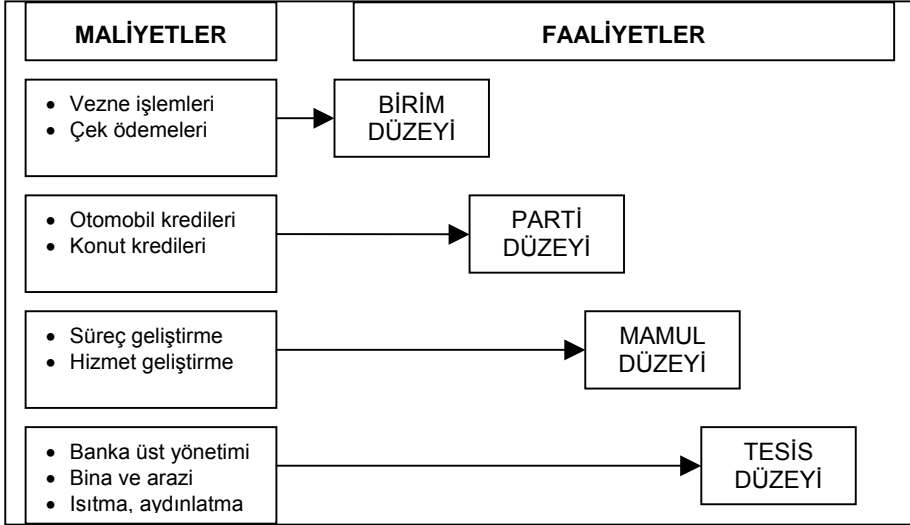 MALİYETLER
FAALİYETLER
• Vezne işlemleri
• Çek ödemeleri
BİRİM
DÜZEYİ
• Otomobil kredileri
• Konut kredileri
PARTİ
DÜZEYİ
• Süreç geliştirme
• Hizmet geliştirme
MAMUL
DÜZEYİ
• Banka üst yönetimi
• Bina ve arazi
• Isıtma, aydınlatma
TESİS
DÜZEYİ